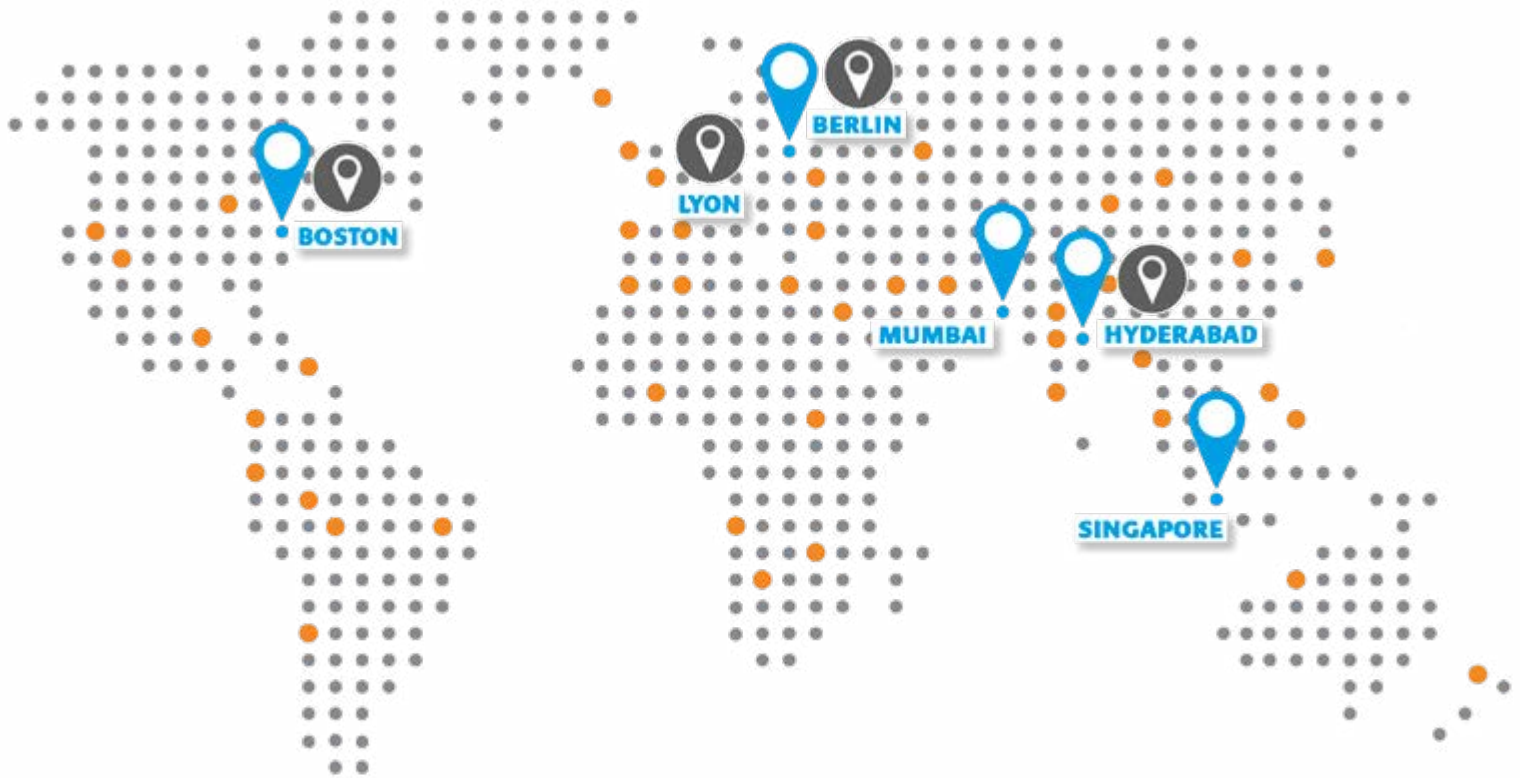 BERLIN
LYON
BOSTON
MUMBAI
HYDERABAD
SINGAPORE